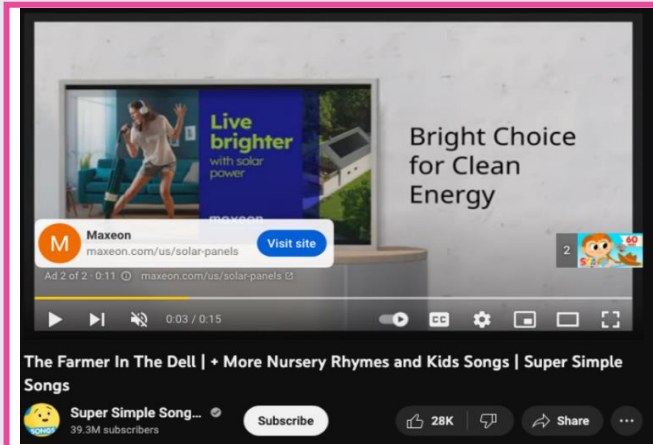 Live
brighter
with solar
power
maxeon
Bright Choice
for Clean
Energy
M
Maxeon
maxeon.com/us/solar-panels
Visit site
2
60
Ad 2 of 2 · 0:11 maxeon.com/us/solar-panels
0:03 / 0:15
CC
The Farmer In The Dell | + More Nursery Rhymes and Kids Songs | Super Simple
Songs
SONGS
Super Simple Song...
39.3M subscribers
Subscribe
28K
Share